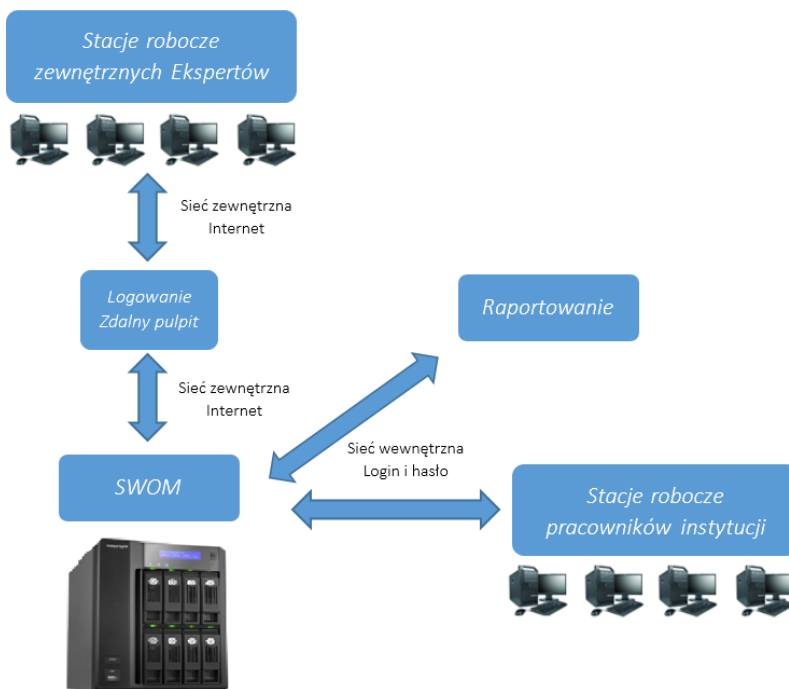 Stacje robocze
zewnętrznych Ekspertów
Sieć zewnętrzna
Internet
Logowanie
Zdalny pulpit
Raportowanie
Sieć zewnętrzna
Internet
Sieć wewnętrzna
Login i hasło
SWOM
Stacje robocze
pracowników instytucji